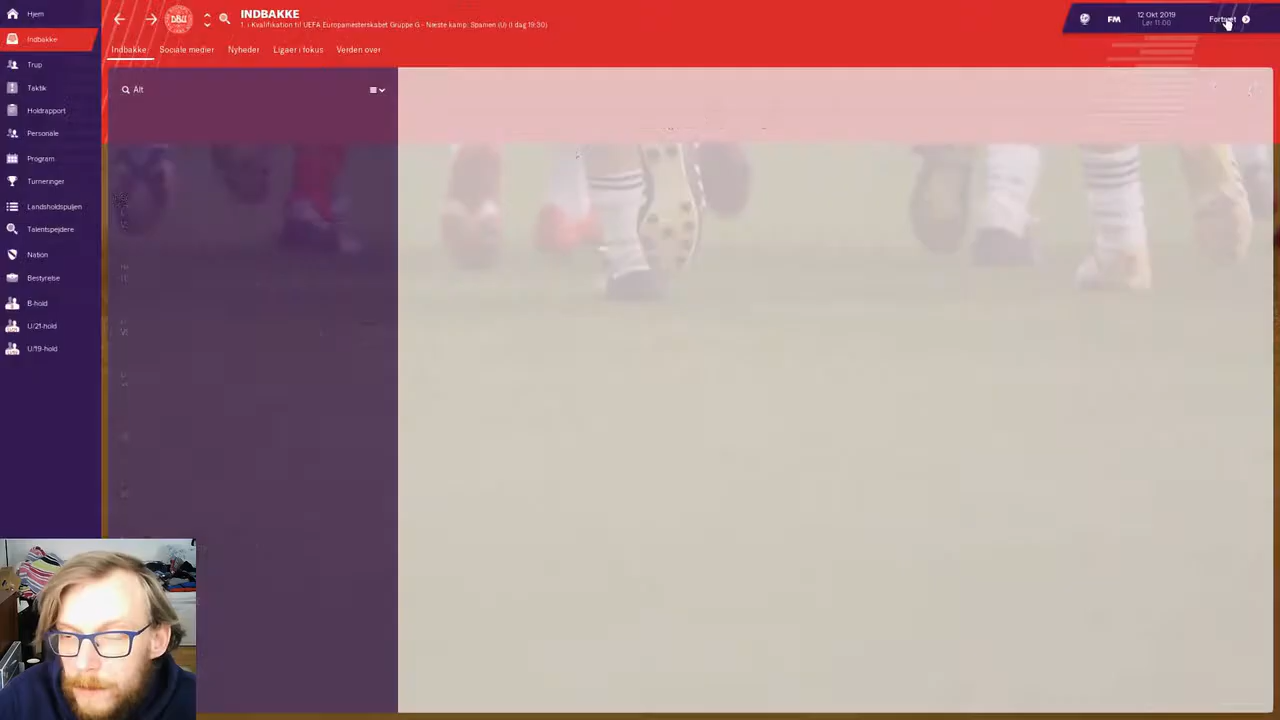 Hjem
Indbakke
Trup
Taktik
Holdrapport
Personale
Program
Turneringer
Landsholdspuljen
Talentspejdere
Nation
Bestyrelse
B-hold
U/21-hold
U/19-hold
DBU
INDBAKKE
1. i Kvalifikation til UEFA Europamesterskabet Gruppe G - Næste kamp: Spanien (U) (I dag 19:30)
FM
12 Okt 2019
Lør 11:00
Fortsæt
Indbakke
Sociale medier
Nyheder
Ligaer i fokus
Verden over
Alt